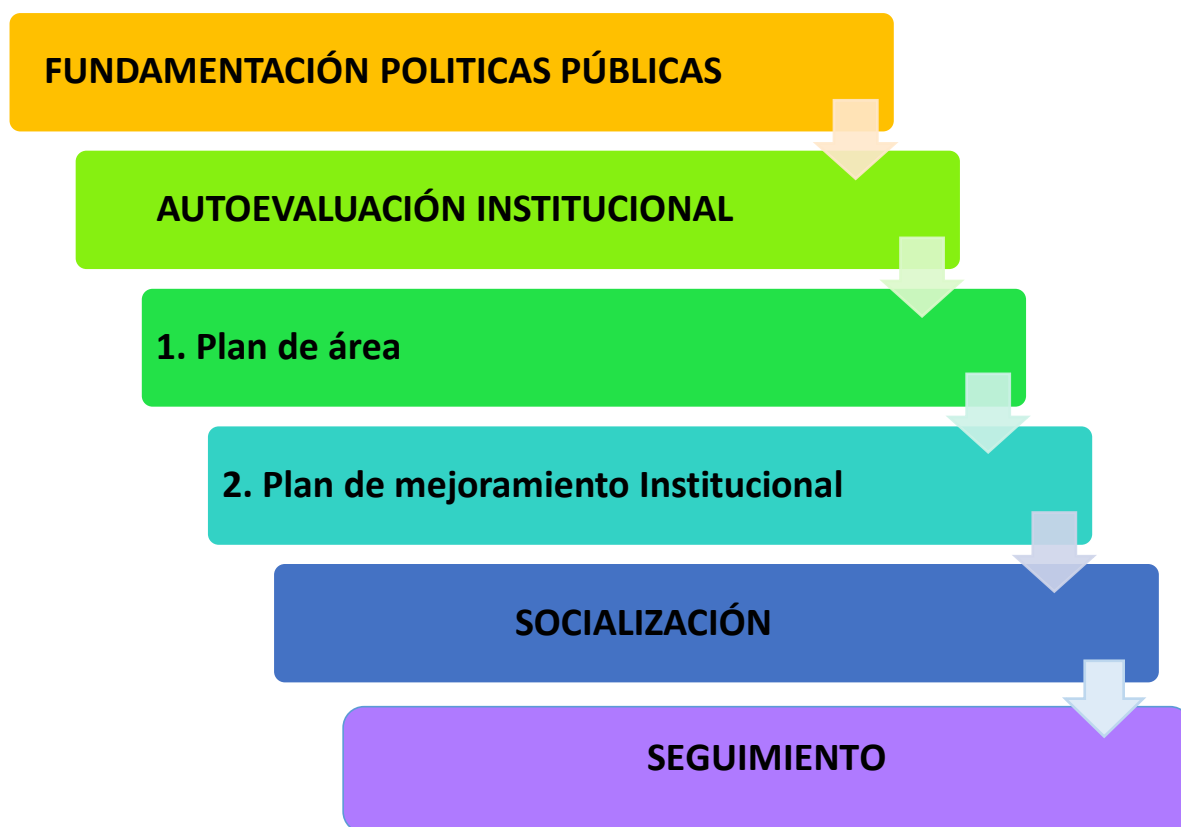 FUNDAMENTACIÓN POLITICAS PÚBLICAS
AUTOEVALUACIÓN INSTITUCIONAL
1. Plan de área
2. Plan de mejoramiento Institucional
SOCIALIZACIÓN
SEGUIMIENTO